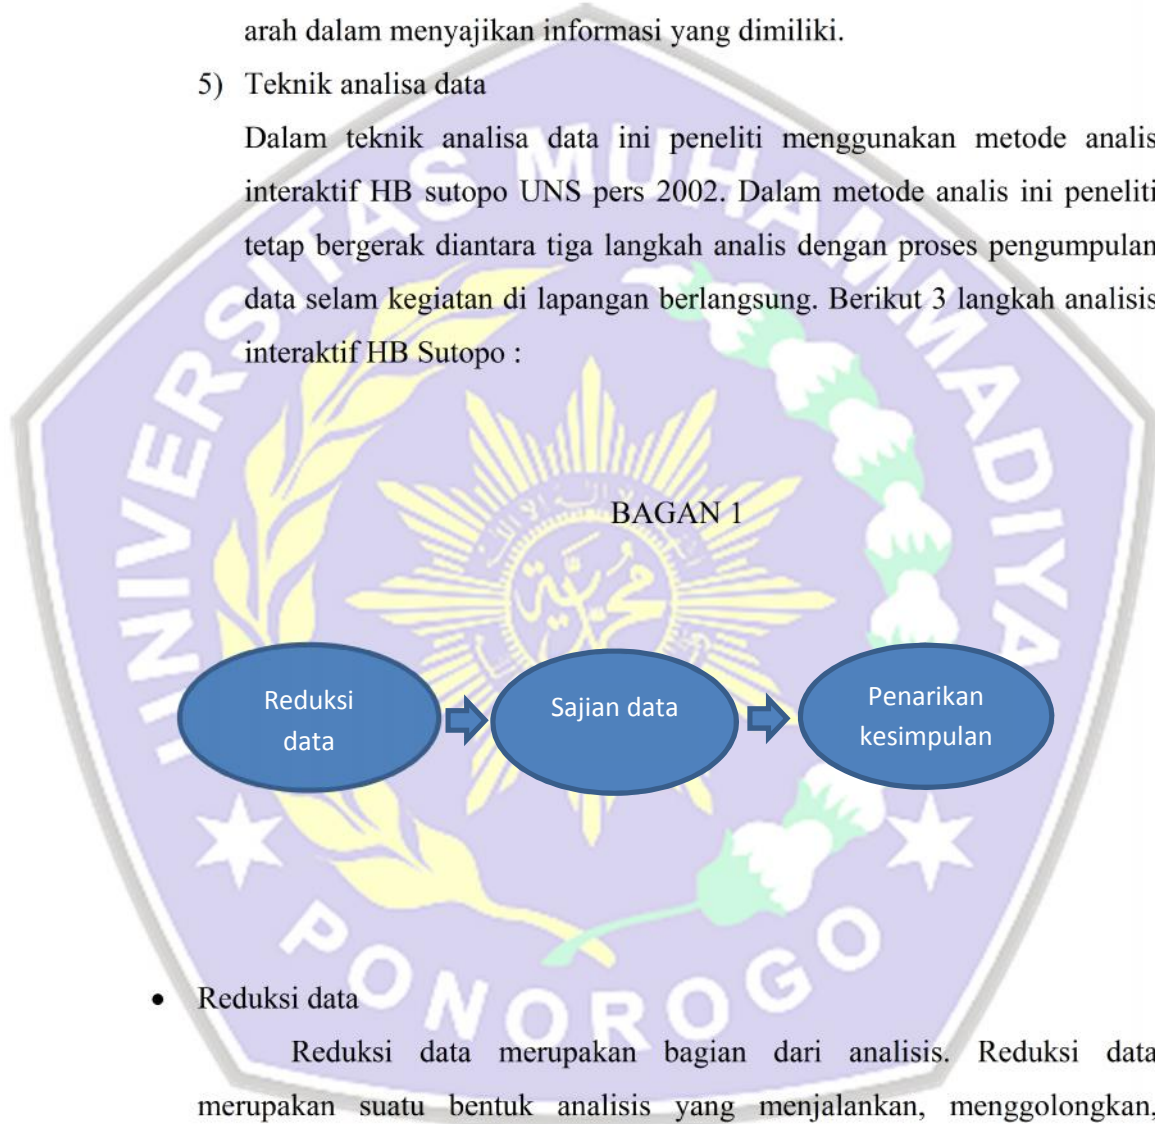 arah dalam menyajikan informasi yang dimiliki.
5) Teknik analisa data
Dalam teknik analisa data ini peneliti menggunakan metode analis
interaktif HB sutopo UNS pers 2002. Dalam metode analis ini peneliti
tetap bergerak diantara tiga langkah analis dengan proses pengumpulan
data selam kegiatan di lapangan berlangsung. Berikut 3 langkah analisis
interaktif HB Sutopo :
UNIVERSITAS MUHAMMADIYA
BAGAN 1
محمدية
Reduksi
data
Sajian data
Penarikan
kesimpulan
PONOROGO
• Reduksi data
Reduksi data merupakan bagian dari analisis. Reduksi data
merupakan suatu bentuk analisis yang menjalankan, menggolongkan,